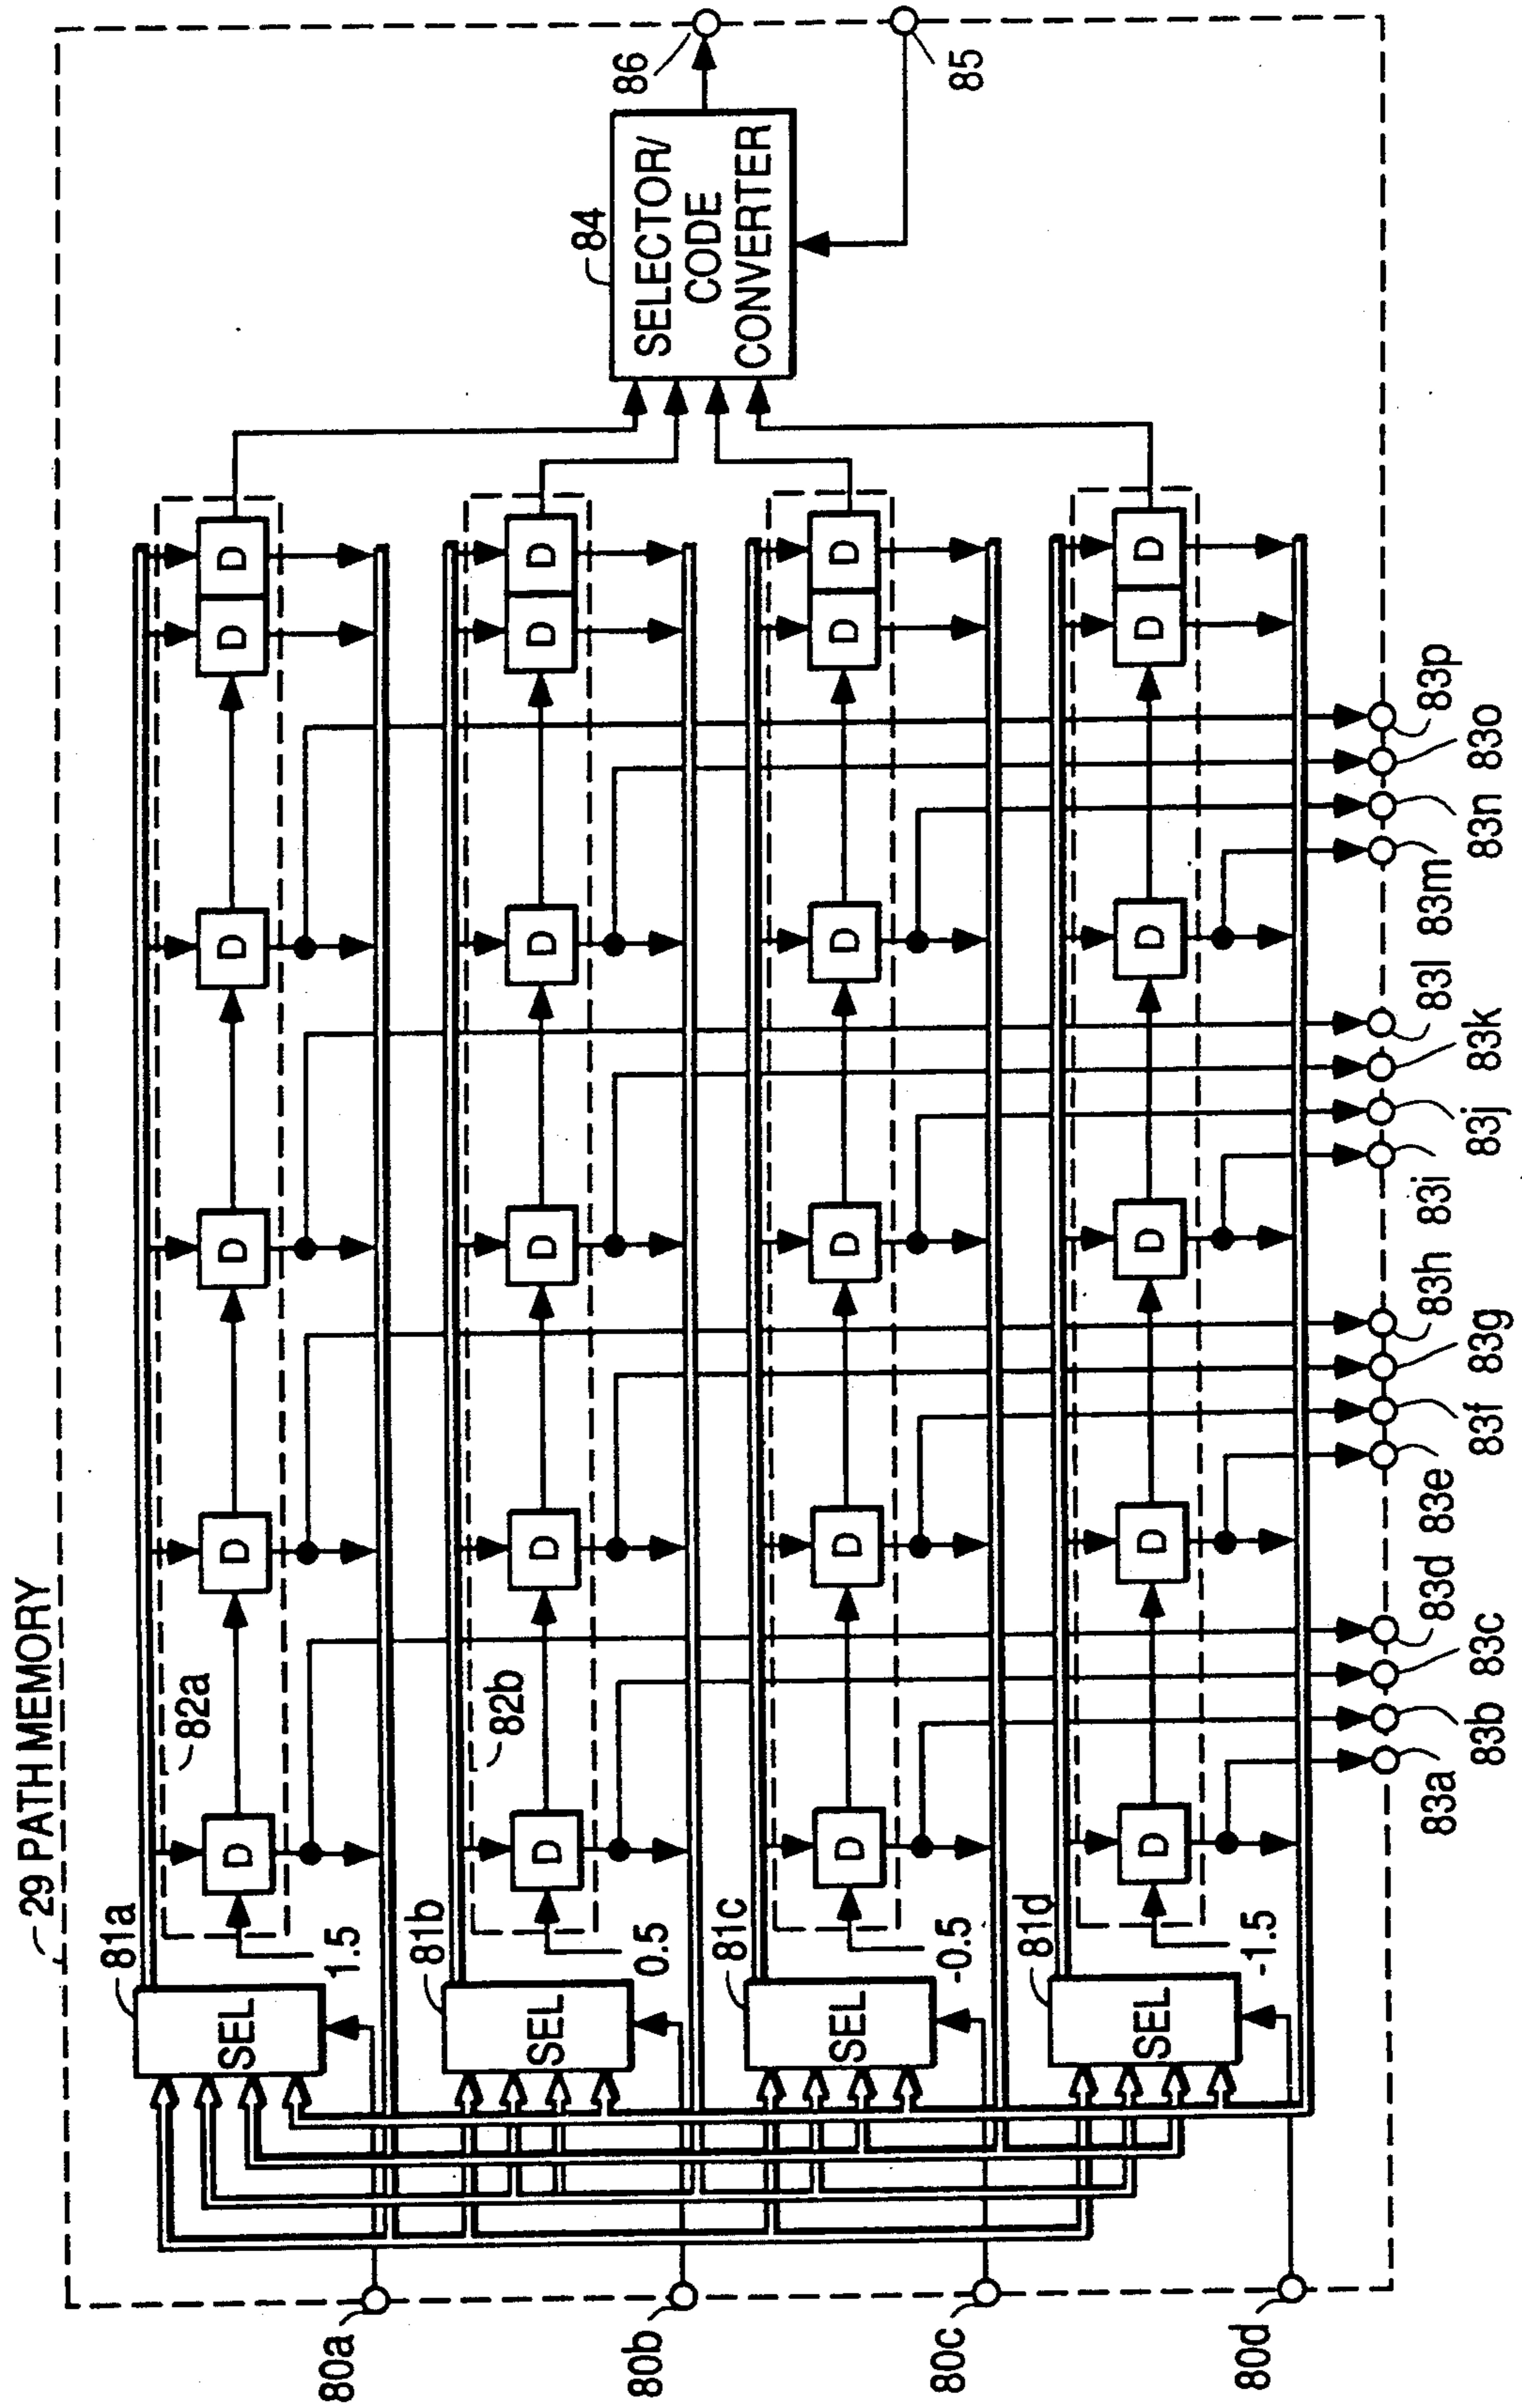 29 PATH MEMORY
81a
SEL
1.5
82a
D
D
D
D
D
D
80a
81b
SEL
0.5
82b
D
D
D
D
D
D
80b
81c
SEL
-0.5
D
D
D
D
D
D
80c
81d
SEL
-1.5
D
D
D
D
D
D
80d
84
SELECTOR/
CODE
CONVERTER
86
85
83a
83b
83c
83d
83e
83f
83g
83h
83i
83j
83k
83l
83m
83n
83o
83p